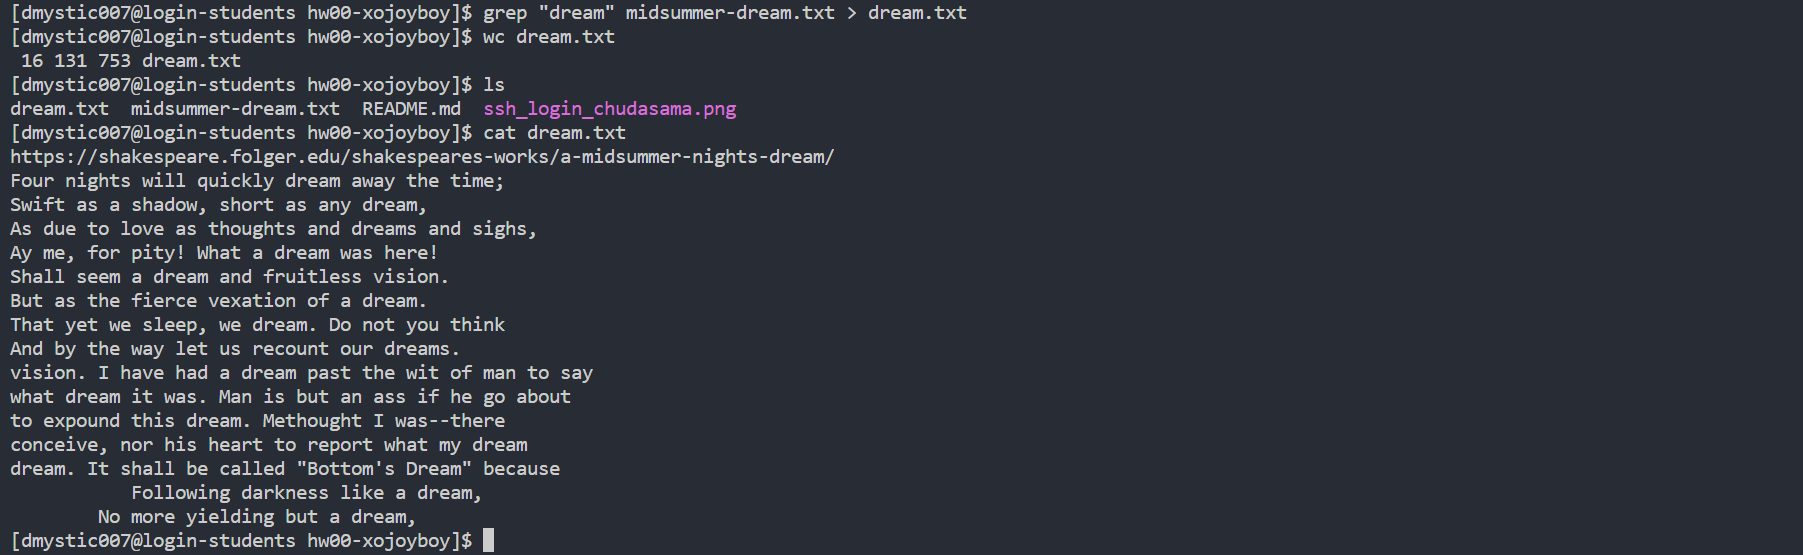 [dmystic007@login-students hw00-xojoyboy]$ grep "dream" midsummer-dream.txt > dream.txt
[dmystic007@login-students hw00-xojoyboy]$ wc dream.txt
 16 131 753 dream.txt
[dmystic007@login-students hw00-xojoyboy]$ ls
dream.txt  midsummer-dream.txt  README.md  ssh_login_chudasama.png
[dmystic007@login-students hw00-xojoyboy]$ cat dream.txt
https://shakespeare.folger.edu/shakespeares-works/a-midsummer-nights-dream/
Four nights will quickly dream away the time;
Swift as a shadow, short as any dream,
As due to love as thoughts and dreams and sighs,
Ay me, for pity! What a dream was here!
Shall seem a dream and fruitless vision.
But as the fierce vexation of a dream.
That yet we sleep, we dream. Do not you think
And by the way let us recount our dreams.
vision. I have had a dream past the wit of man to say
what dream it was. Man is but an ass if he go about
to expound this dream. Methought I was--there
conceive, nor his heart to report what my dream
dream. It shall be called "Bottom's Dream" because
           Following darkness like a dream,
        No more yielding but a dream,
[dmystic007@login-students hw00-xojoyboy]$